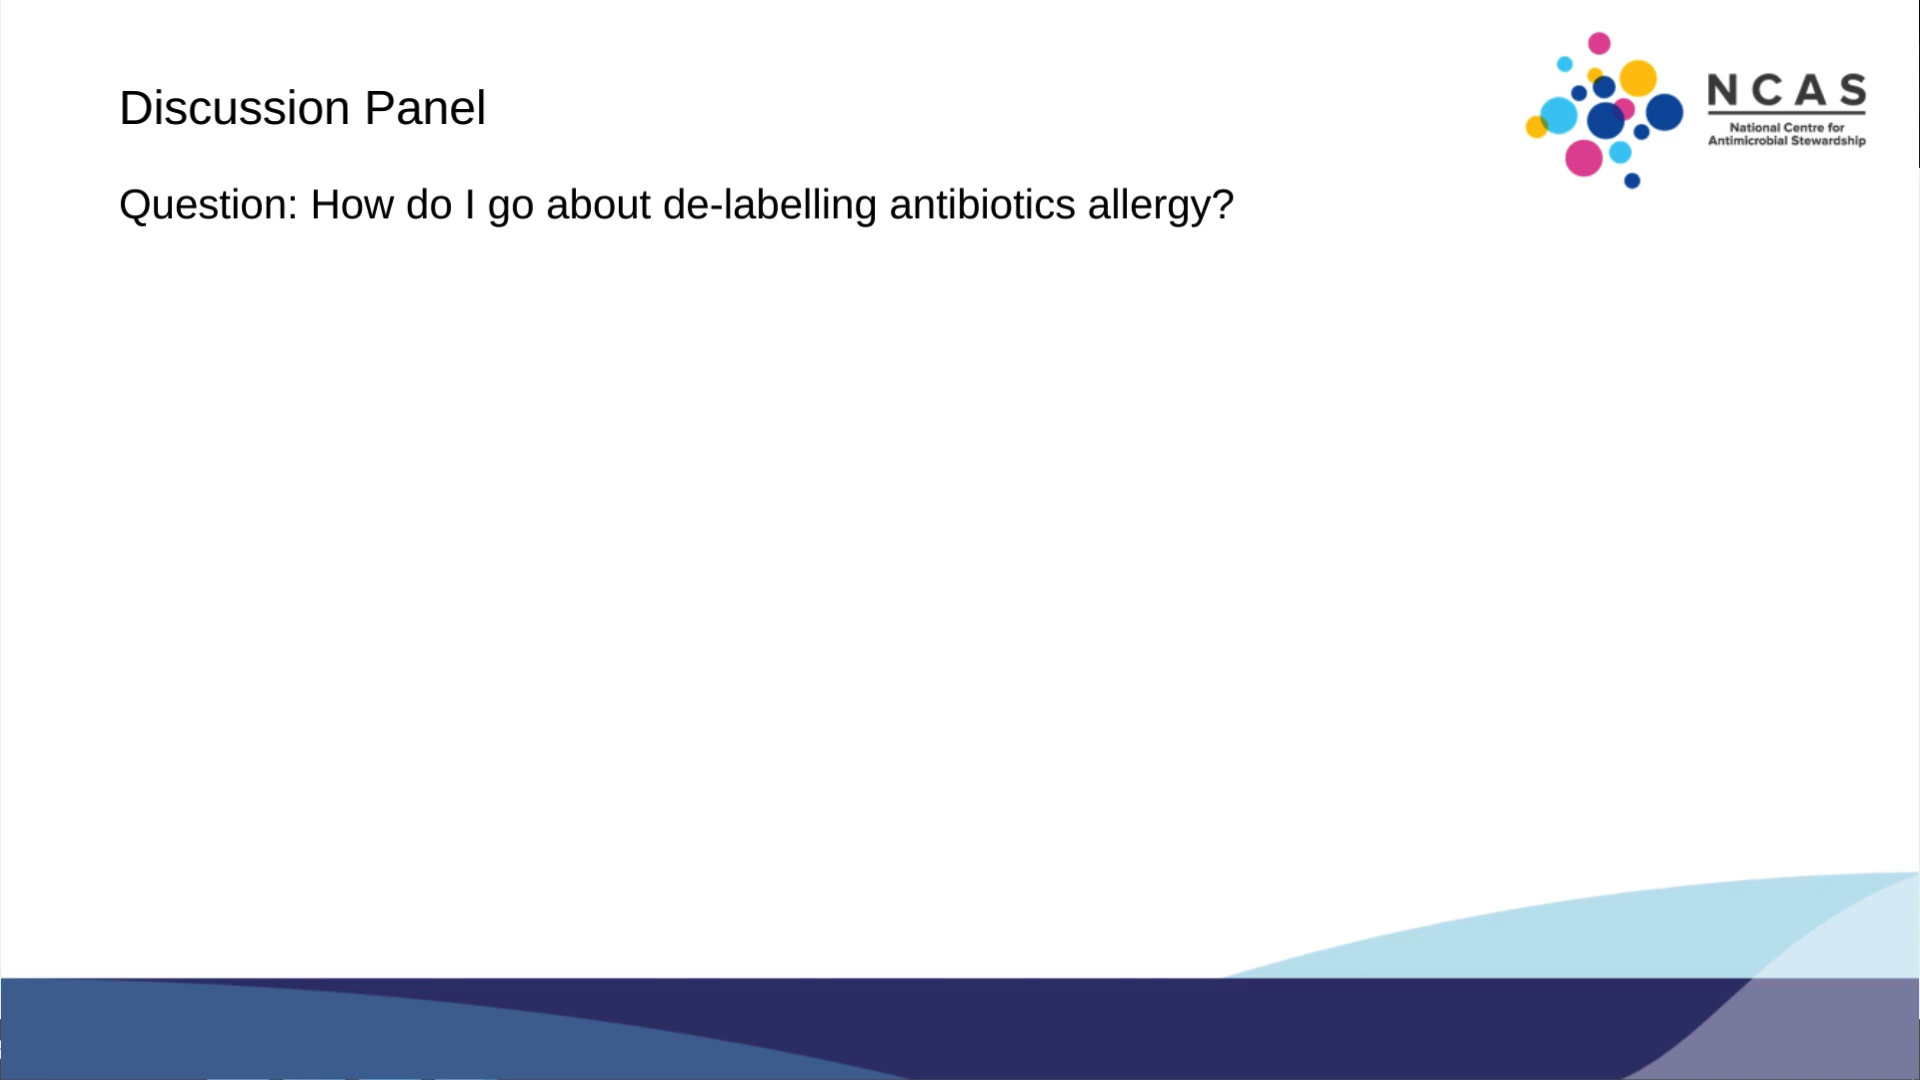 Discussion Panel
NCAS
National Centre for
Antimicrobial Stewardship
Question: How do I go about de-labelling antibiotics allergy?